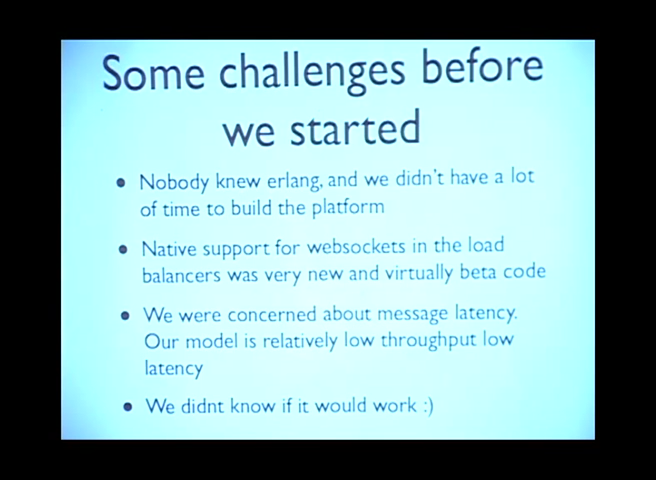 Some challenges before
we started
• Nobody knew erlang, and we didn't have a lot
of time to build the platform
• Native support for websockets in the load
balancers was very new and virtually beta code
• We were concerned about message latency.
Our model is relatively low throughput low
latency
• We didnt know if it would work :)